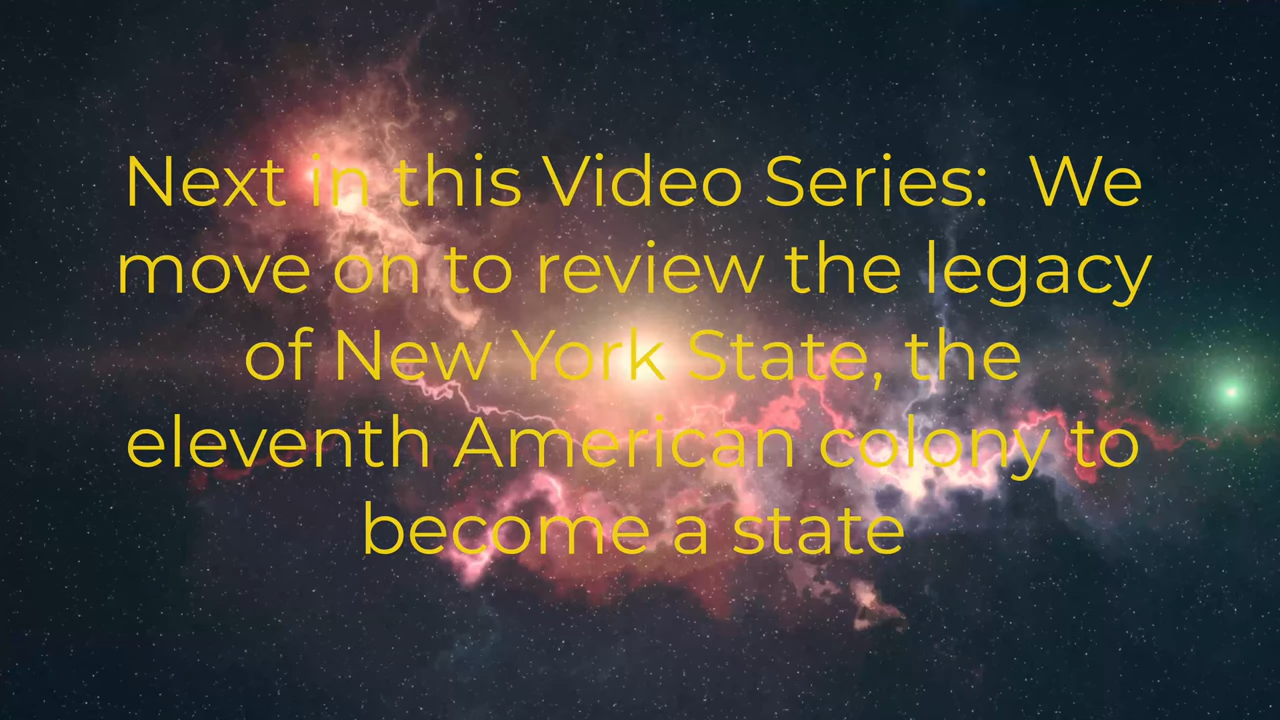 Next in this Video Series:  We
move on to review the legacy
of New York State, the
eleventh American colony to
become a state